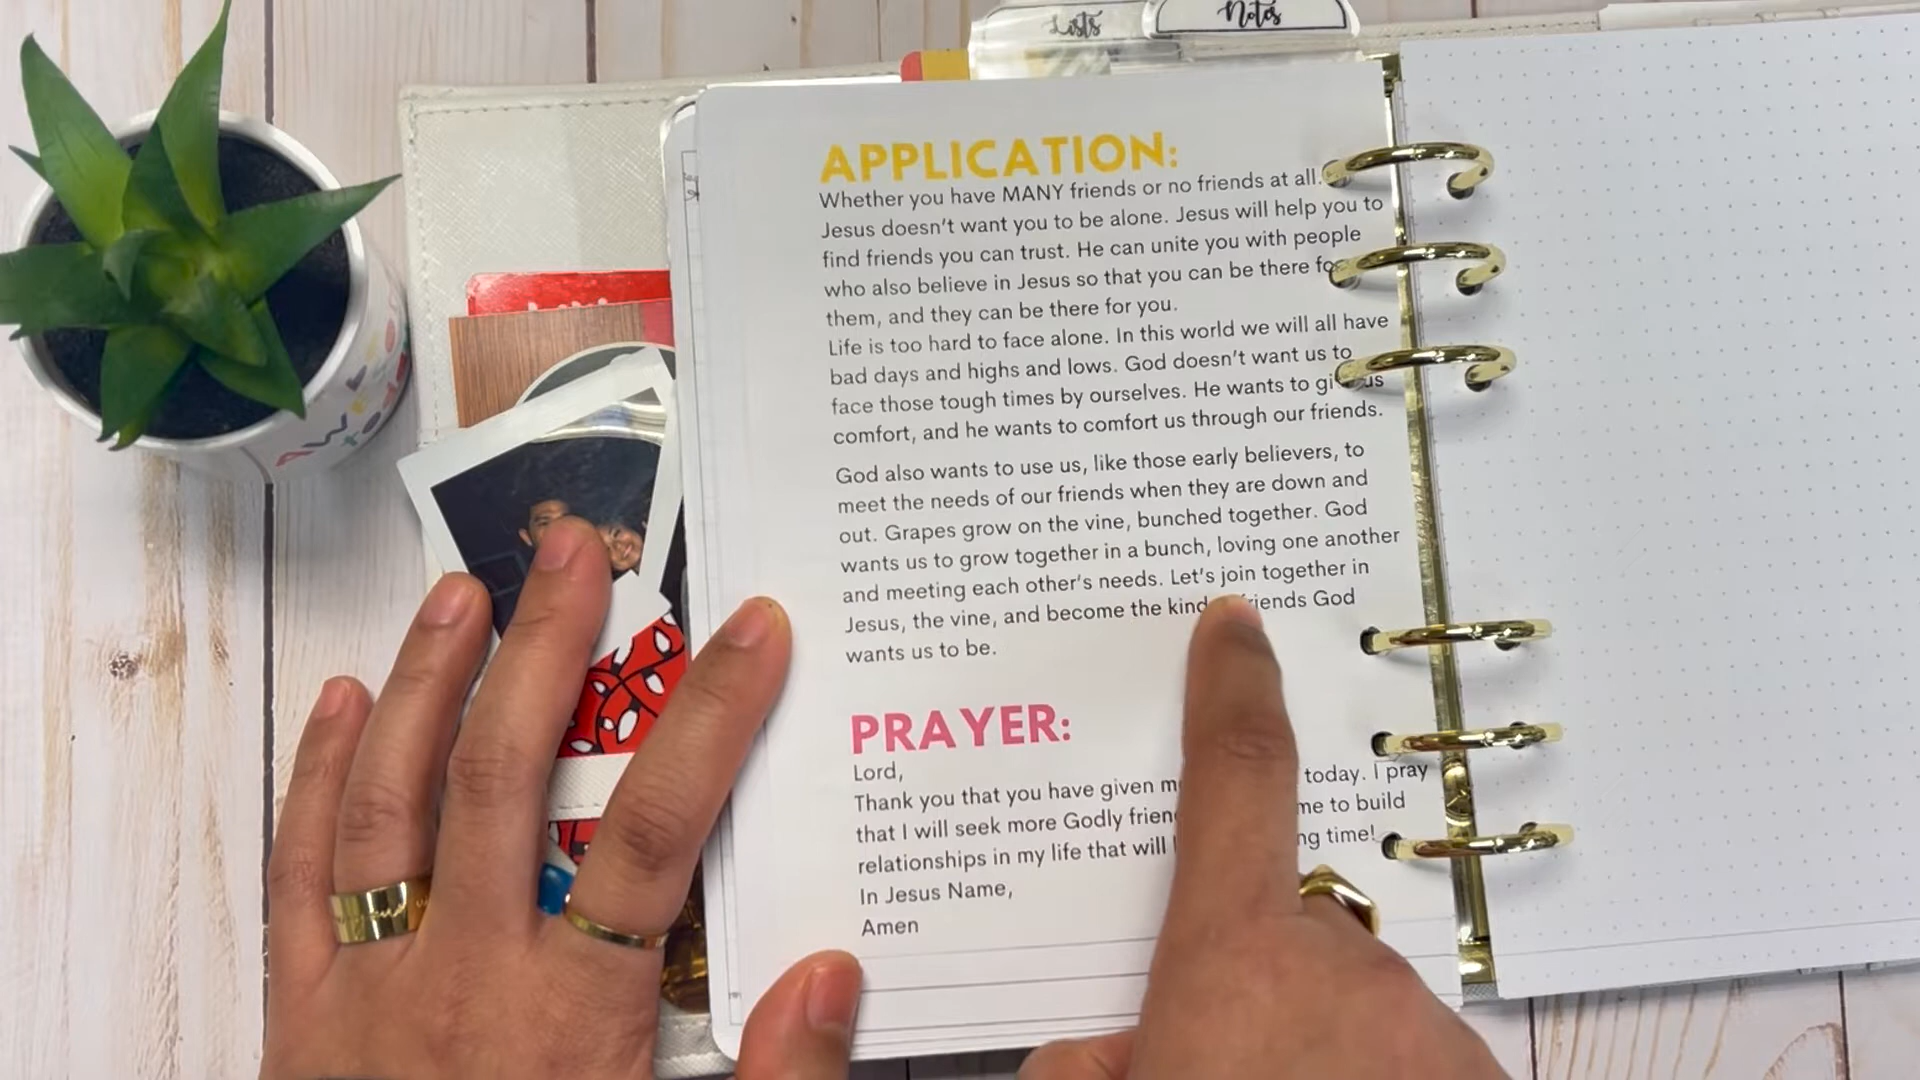 Lists
Notes
APPLICATION:
Whether you have MANY friends or no friends at all.
Jesus doesn't want you to be alone. Jesus will help you to
find friends you can trust. He can unite you with people
who also believe in Jesus so that you can be there
them, and they can be there for you.
Life is too hard to face alone. In this world we will all have
bad days and highs and lows. God doesn't want us to
face those tough times by ourselves. He wants to us
comfort, and he wants to comfort us through our friends.
God also wants to use us, like those early believers, to
meet the needs of our friends when they are down and
out. Grapes grow on the vine, bunched together. God
wants us to grow together in a bunch, loving one another
and meeting each other's needs. Let's join together in
Jesus, the vine, and become the kind God
wants us to be.
PRAYER:
Lord,
Thank you that you have given today. I pray
that I will seek more Godly me to build
relationships in my life that will time!
In Jesus Name,
Amen